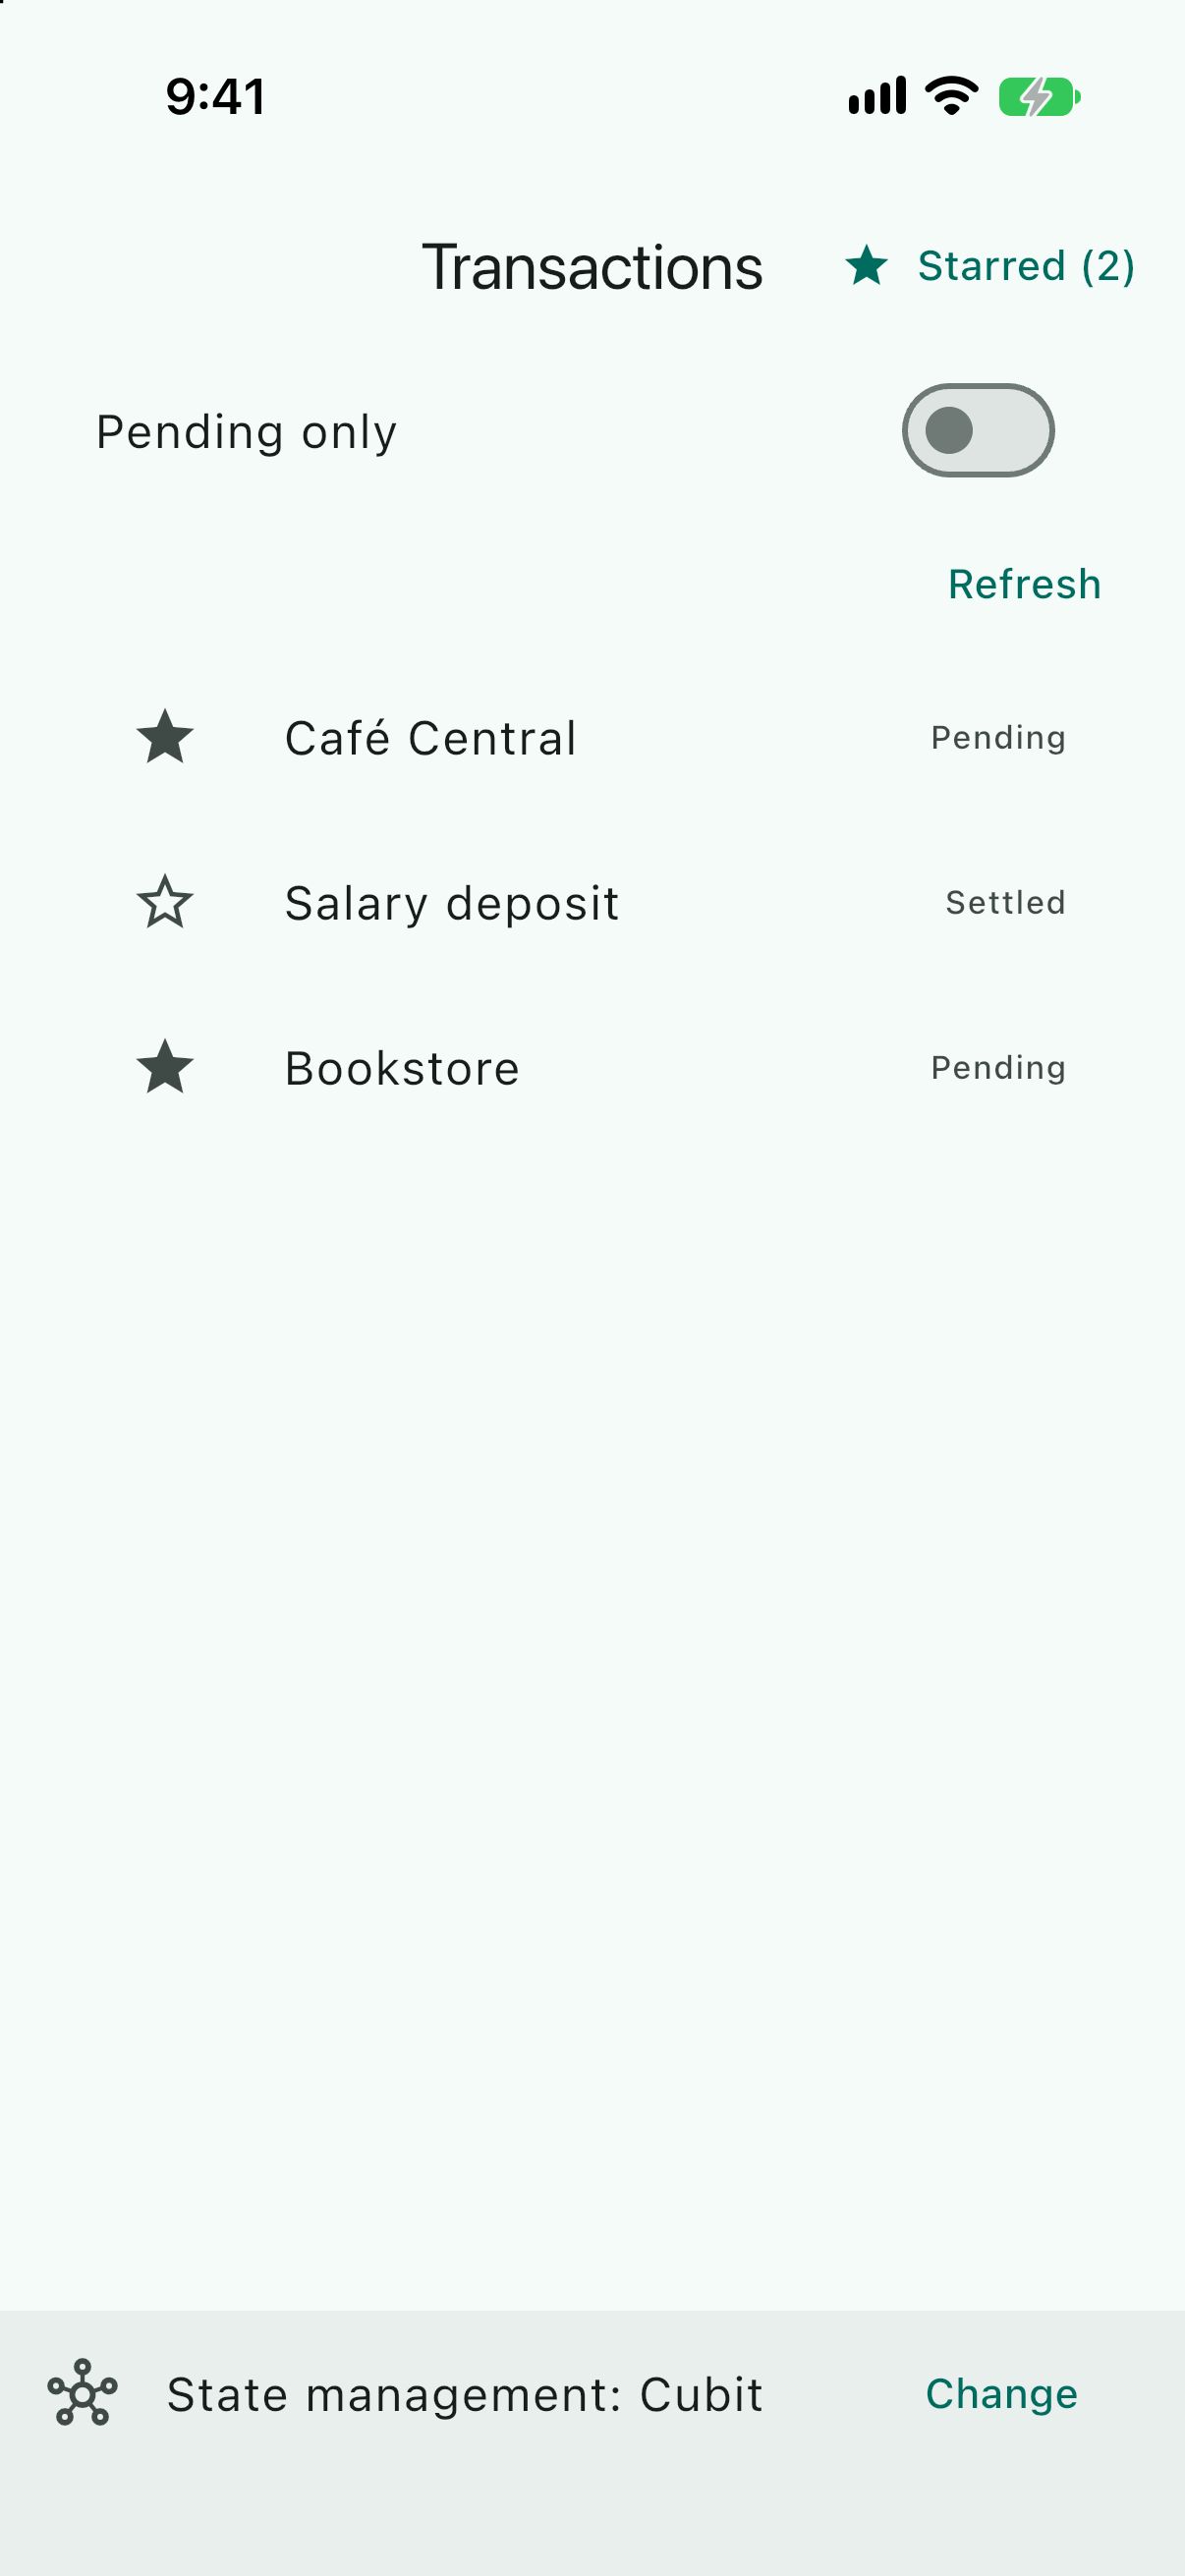 9:41
Transactions
Starred (2)
Pending only
Refresh
Café Central
Pending
Salary deposit
Settled
Bookstore
Pending
State management: Cubit
Change